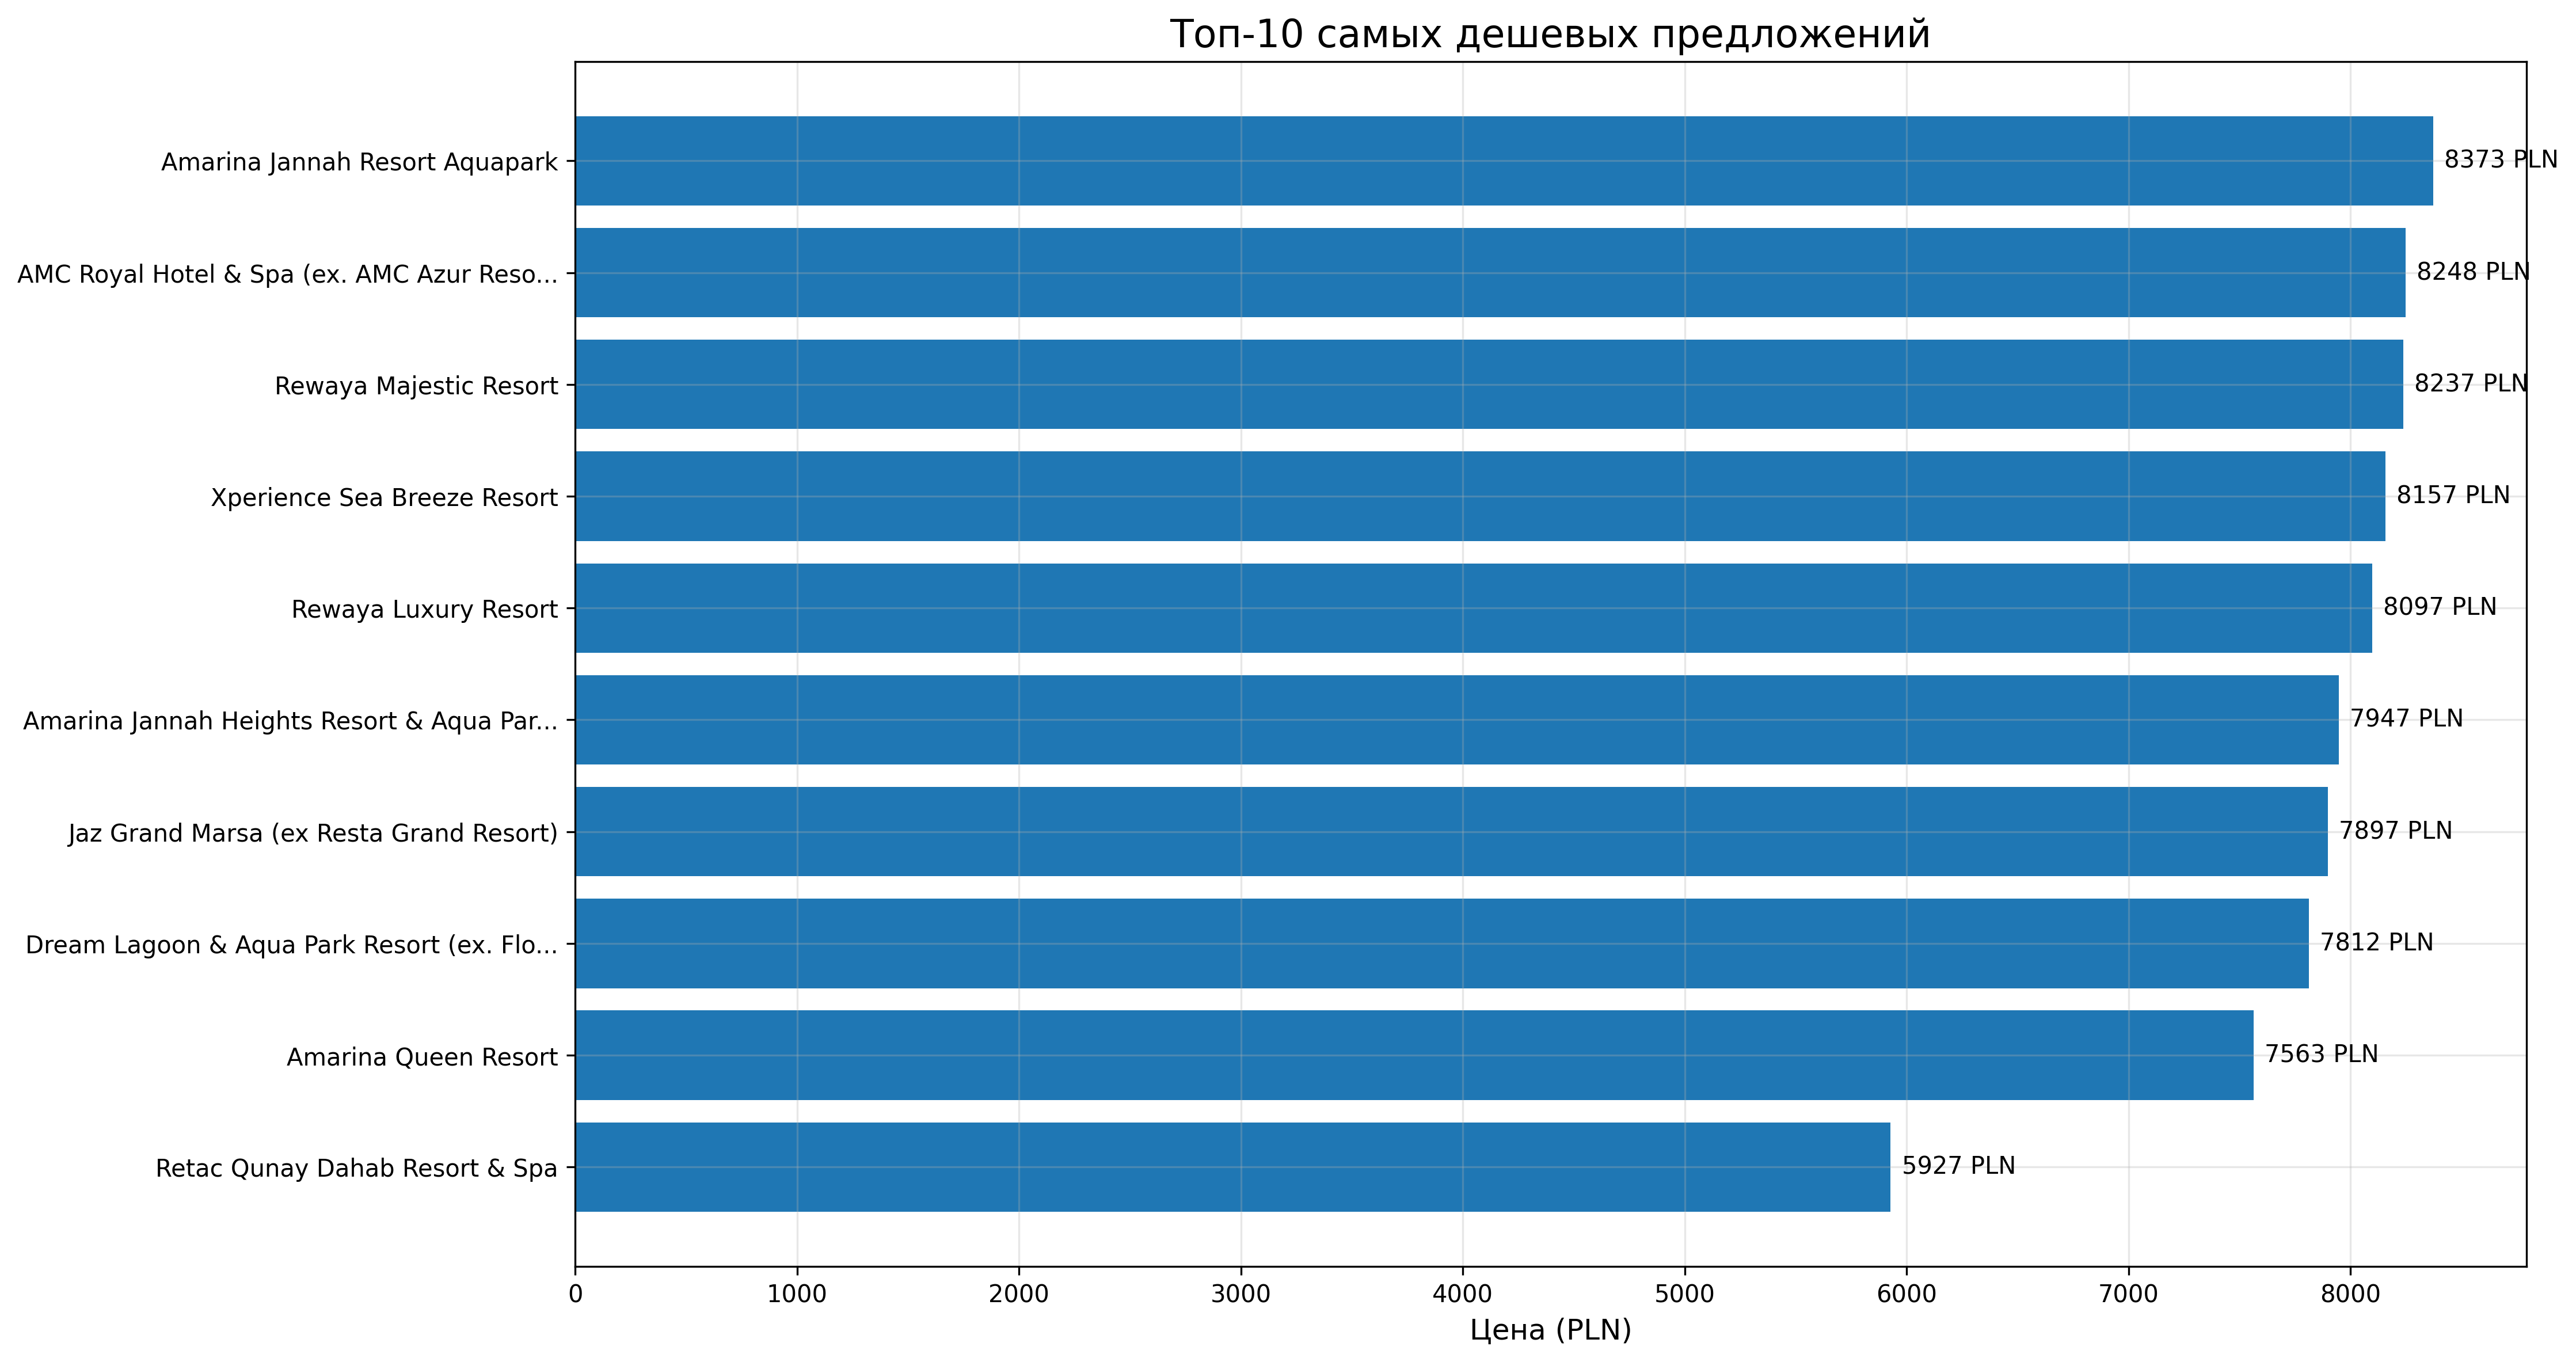 Топ-10 самых дешевых предложений
Amarina Jannah Resort Aquapark
8373 PLN
AMC Royal Hotel & Spa (ex. AMC Azur Reso...
8248 PLN
Rewaya Majestic Resort
8237 PLN
Xperience Sea Breeze Resort
8157 PLN
Rewaya Luxury Resort
8097 PLN
Amarina Jannah Heights Resort & Aqua Par...
7947 PLN
Jaz Grand Marsa (ex Resta Grand Resort)
7897 PLN
Dream Lagoon & Aqua Park Resort (ex. Flo...
7812 PLN
Amarina Queen Resort
7563 PLN
Retac Qunay Dahab Resort & Spa
5927 PLN
0 1000 2000 3000 4000 5000 6000 7000 8000
Цена (PLN)